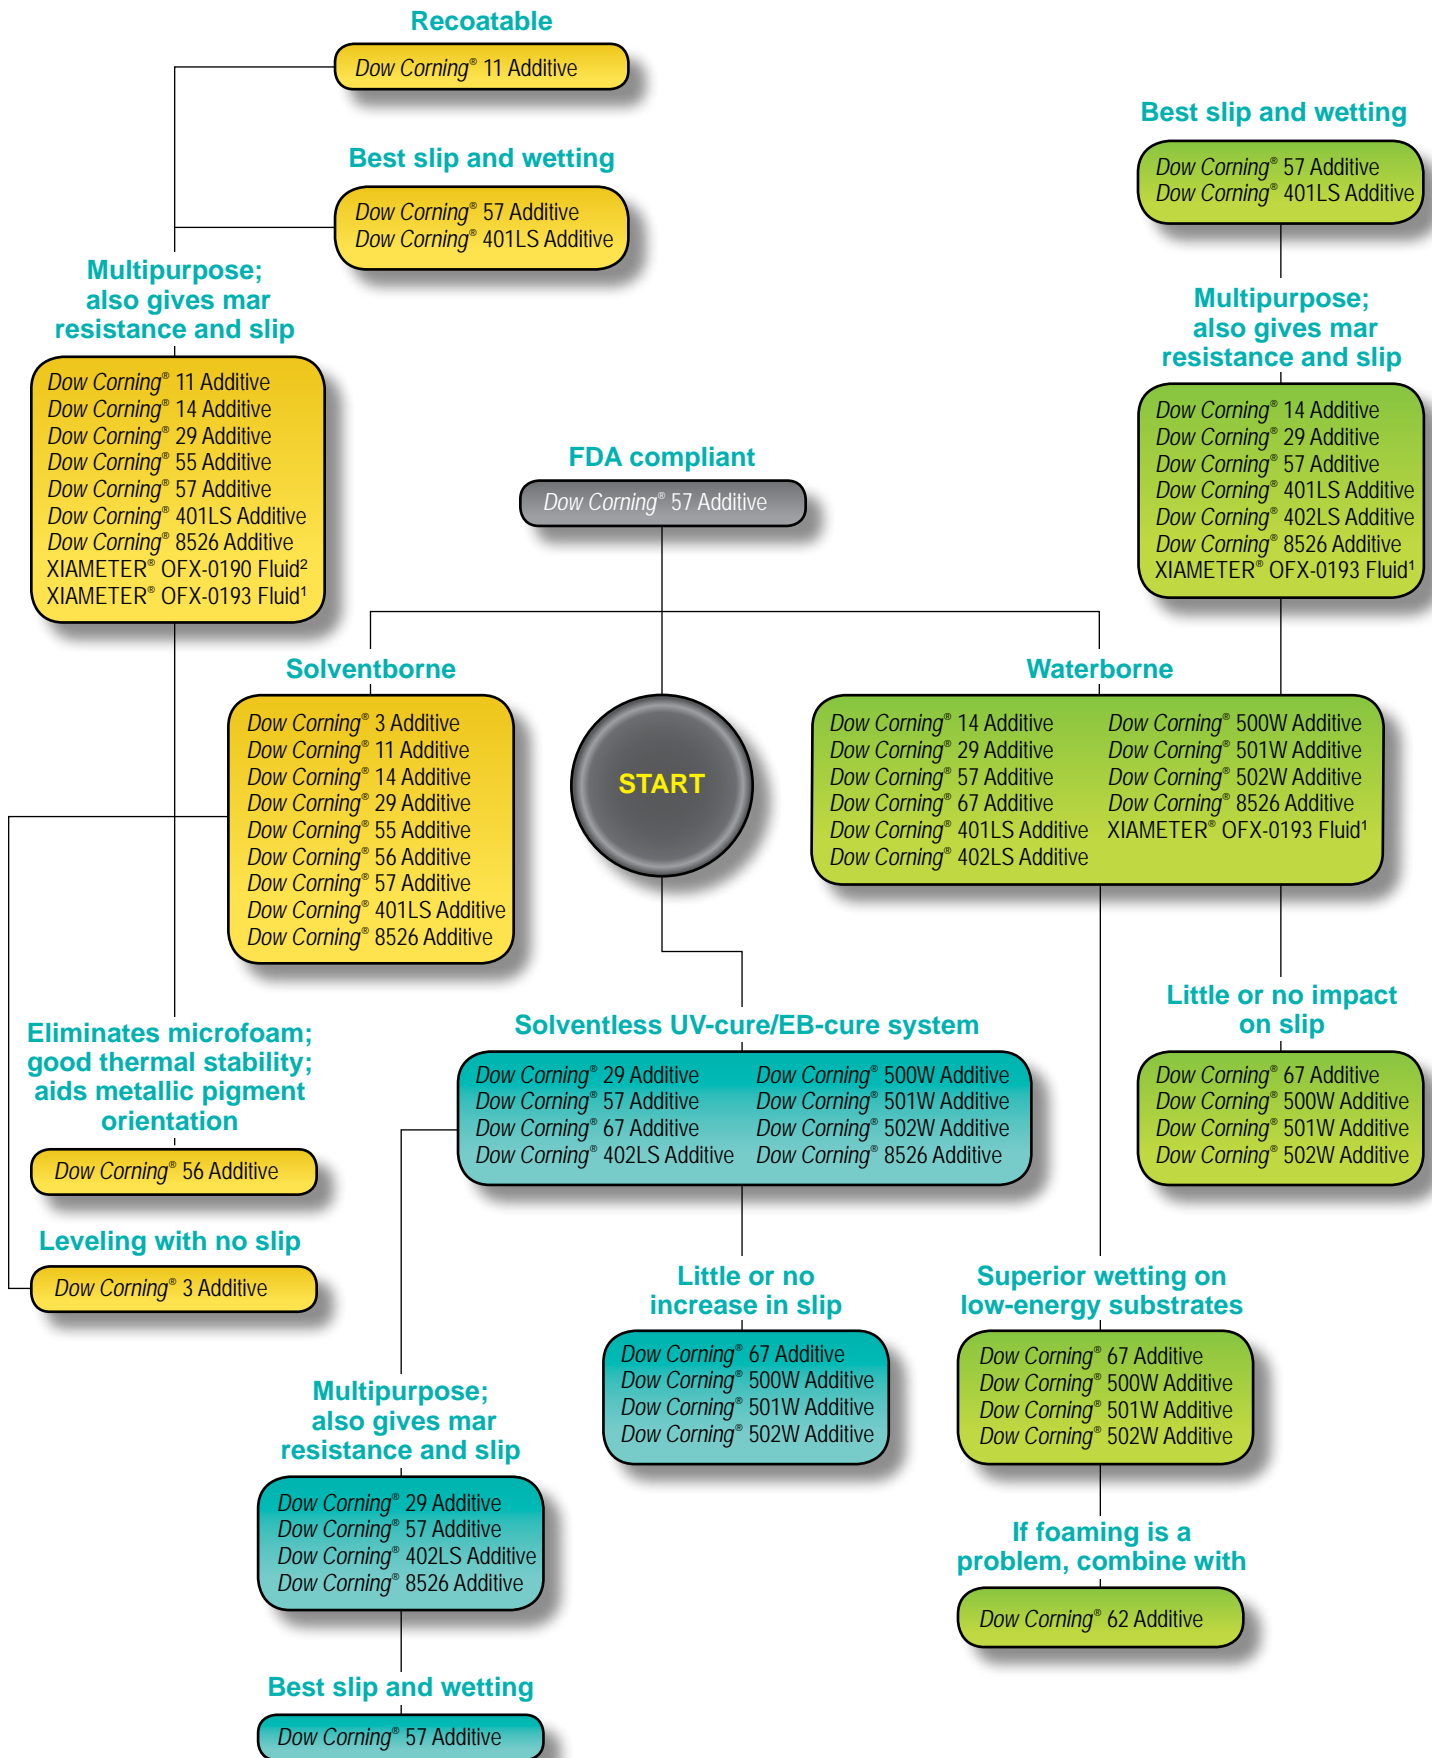 Recoatable
Dow Corning® 11 Additive
Best slip and wetting
Dow Corning® 57 Additive
Dow Corning® 401LS Additive
Multipurpose;
also gives mar
resistance and slip
Dow Corning® 11 Additive
Dow Corning® 14 Additive
Dow Corning® 29 Additive
Dow Corning® 55 Additive
Dow Corning® 57 Additive
Dow Corning® 401LS Additive
Dow Corning® 8526 Additive
XIAMETER® OFX-0190 Fluid²
XIAMETER® OFX-0193 Fluid¹
Best slip and wetting
Dow Corning® 57 Additive
Dow Corning® 401LS Additive
Multipurpose;
also gives mar
resistance and slip
Dow Corning® 14 Additive
Dow Corning® 29 Additive
Dow Corning® 57 Additive
Dow Corning® 401LS Additive
Dow Corning® 402LS Additive
Dow Corning® 8526 Additive
XIAMETER® OFX-0193 Fluid¹
FDA compliant
Dow Corning® 57 Additive
Solventborne
Dow Corning® 3 Additive
Dow Corning® 11 Additive
Dow Corning® 14 Additive
Dow Corning® 29 Additive
Dow Corning® 55 Additive
Dow Corning® 56 Additive
Dow Corning® 57 Additive
Dow Corning® 401LS Additive
Dow Corning® 8526 Additive
START
Waterborne
Dow Corning® 14 Additive
Dow Corning® 29 Additive
Dow Corning® 57 Additive
Dow Corning® 67 Additive
Dow Corning® 401LS Additive
Dow Corning® 402LS Additive
Dow Corning® 500W Additive
Dow Corning® 501W Additive
Dow Corning® 502W Additive
Dow Corning® 8526 Additive
XIAMETER® OFX-0193 Fluid¹
Eliminates microfoam;
good thermal stability;
aids metallic pigment
orientation
Dow Corning® 56 Additive
Leveling with no slip
Dow Corning® 3 Additive
Solventless UV-cure/EB-cure system
Dow Corning® 29 Additive
Dow Corning® 57 Additive
Dow Corning® 67 Additive
Dow Corning® 402LS Additive
Dow Corning® 500W Additive
Dow Corning® 501W Additive
Dow Corning® 502W Additive
Dow Corning® 8526 Additive
Little or no impact
on slip
Dow Corning® 67 Additive
Dow Corning® 500W Additive
Dow Corning® 501W Additive
Dow Corning® 502W Additive
Little or no
increase in slip
Dow Corning® 67 Additive
Dow Corning® 500W Additive
Dow Corning® 501W Additive
Dow Corning® 502W Additive
Superior wetting on
low-energy substrates
Dow Corning® 67 Additive
Dow Corning® 500W Additive
Dow Corning® 501W Additive
Dow Corning® 502W Additive
Multipurpose;
also gives mar
resistance and slip
Dow Corning® 29 Additive
Dow Corning® 57 Additive
Dow Corning® 402LS Additive
Dow Corning® 8526 Additive
If foaming is a
problem, combine with
Dow Corning® 62 Additive
Best slip and wetting
Dow Corning® 57 Additive